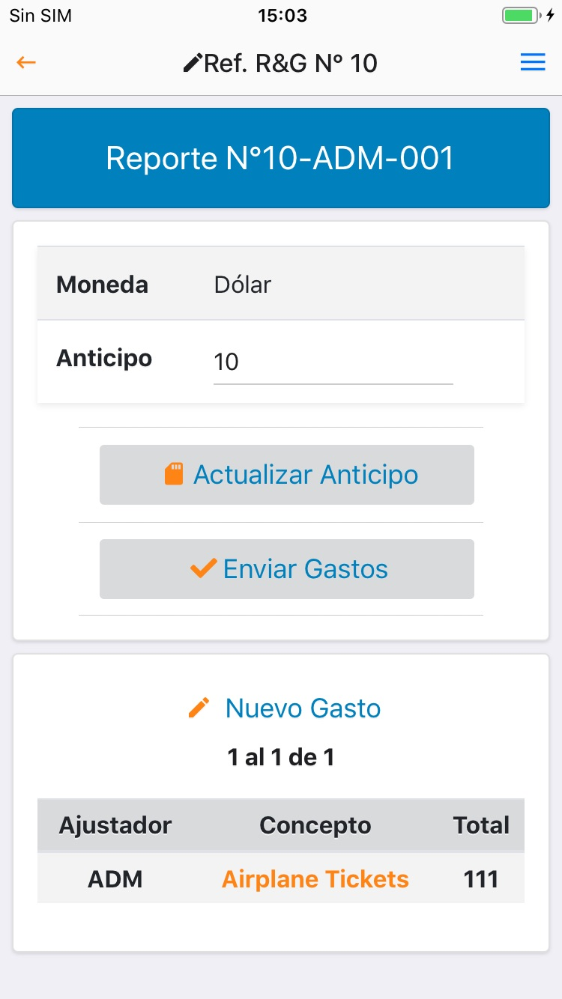 Sin SIM 15:03
Ref. R&G Nº 10
Reporte N°10-ADM-001
Moneda Dólar
Anticipo 10
Actualizar Anticipo
Enviar Gastos
Nuevo Gasto
1 al 1 de 1
Ajustador Concepto Total
ADM Airplane Tickets 111